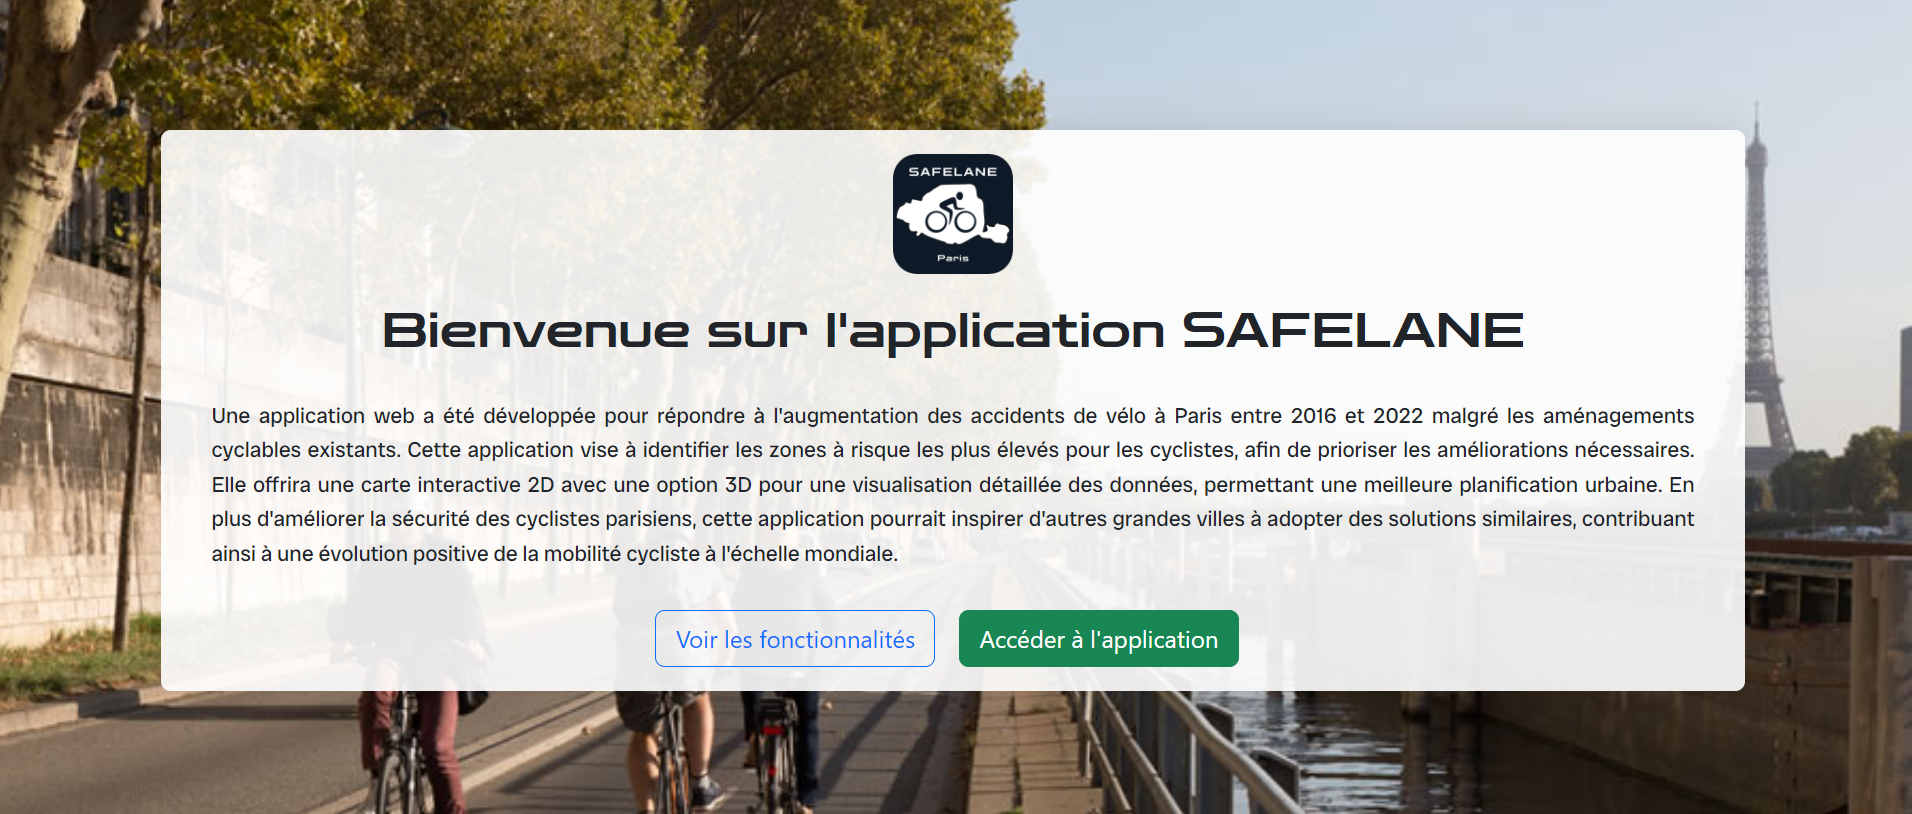 SAFELANE
Paris
Bienvenue sur l'application SAFELANE
Une application web a été développée pour répondre à l'augmentation des accidents de vélo à Paris entre 2016 et 2022 malgré les aménagements
cyclables existants. Cette application vise à identifier les zones à risque les plus élevés pour les cyclistes, afin de prioriser les améliorations nécessaires.
Elle offrira une carte interactive 2D avec une option 3D pour une visualisation détaillée des données, permettant une meilleure planification urbaine. En
plus d'améliorer la sécurité des cyclistes parisiens, cette application pourrait inspirer d'autres grandes villes à adopter des solutions similaires, contribuant
ainsi à une évolution positive de la mobilité cycliste à l'échelle mondiale.
Voir les fonctionnalités
Accéder à l'application